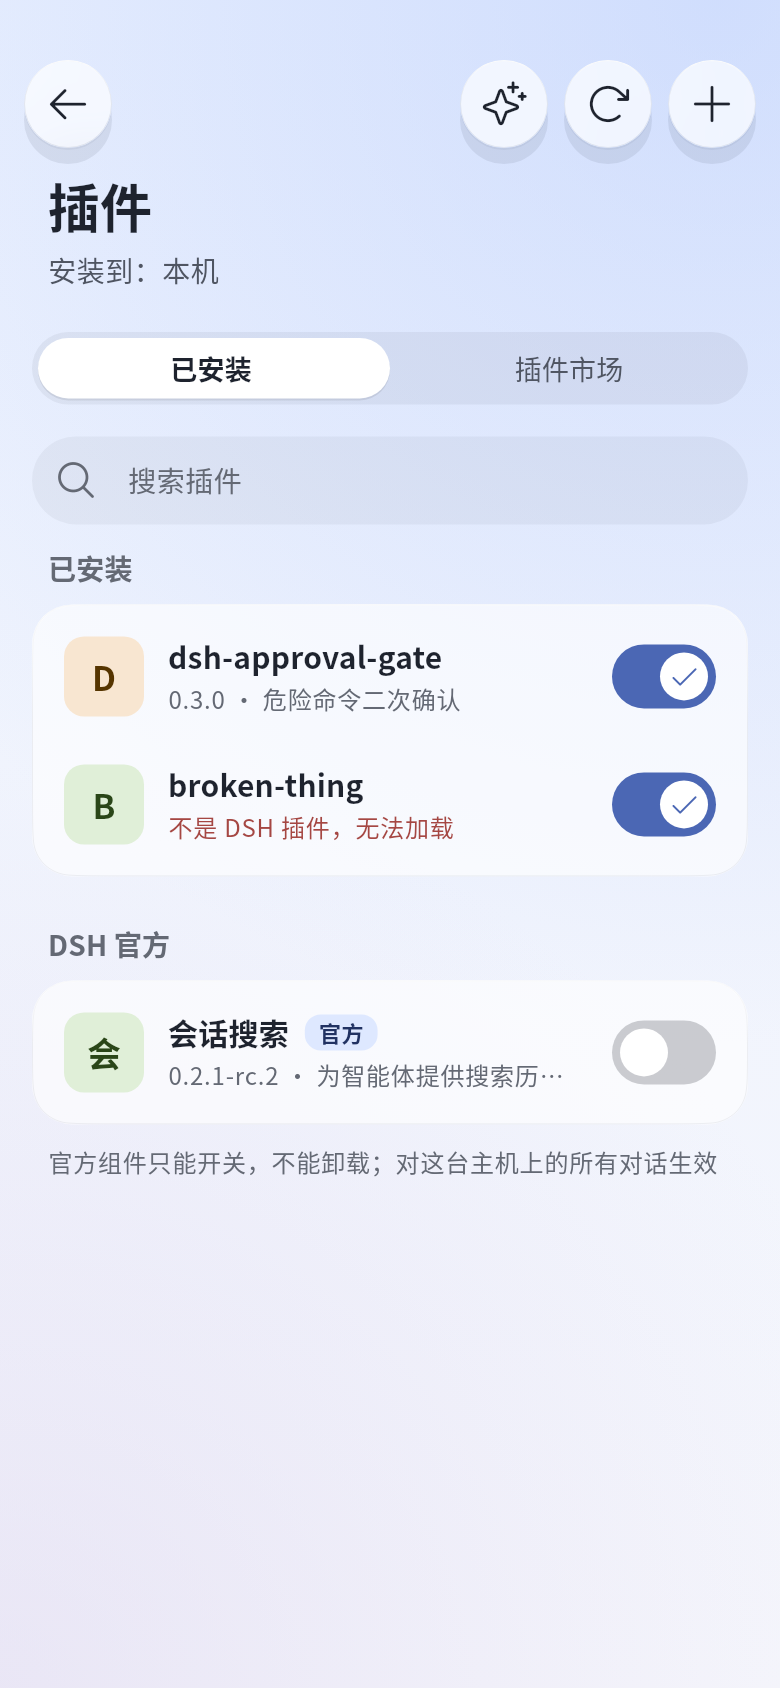 插件
安装到：本机
已安装
插件市场
搜索插件
已安装
D
dsh-approval-gate
0.3.0 · 危险命令二次确认
B
broken-thing
不是 DSH 插件，无法加载
DSH 官方
会
会话搜索 官方
0.2.1-rc.2 · 为智能体提供搜索历…
官方组件只能开关，不能卸载；对这台主机上的所有对话生效